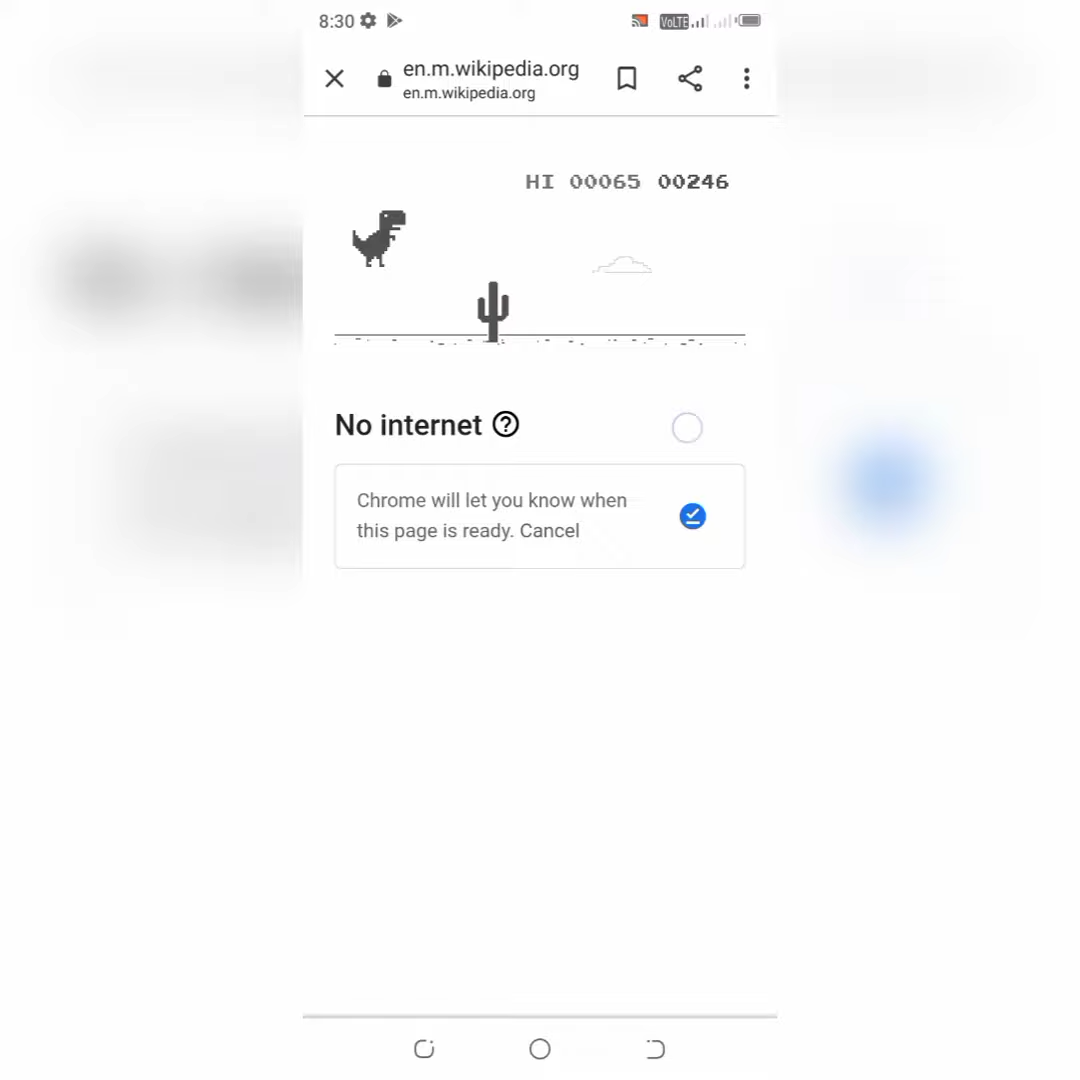 8:30 VoLTE
en.m.wikipedia.org
en.m.wikipedia.org
HI 00065 00246
No internet
Chrome will let you know when
this page is ready. Cancel